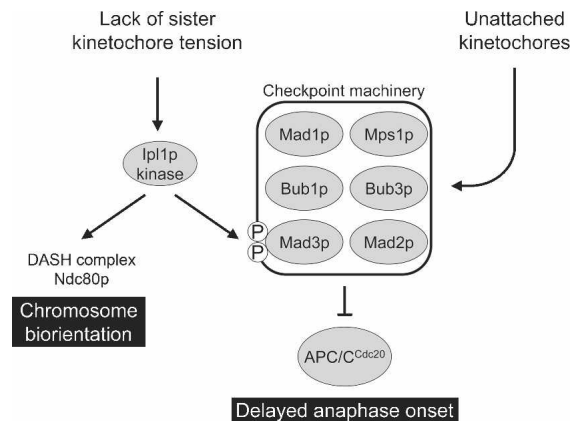 Lack of sister
kinetochore tension
Unattached
kinetochores
Checkpoint machinery
Mad1p
Mps1p
Ipl1p
kinase
Bub1p
Bub3p
P
P
Mad3p
Mad2p
DASH complex
Ndc80p
Chromosome
biorientation
APC/CCdc20
Delayed anaphase onset